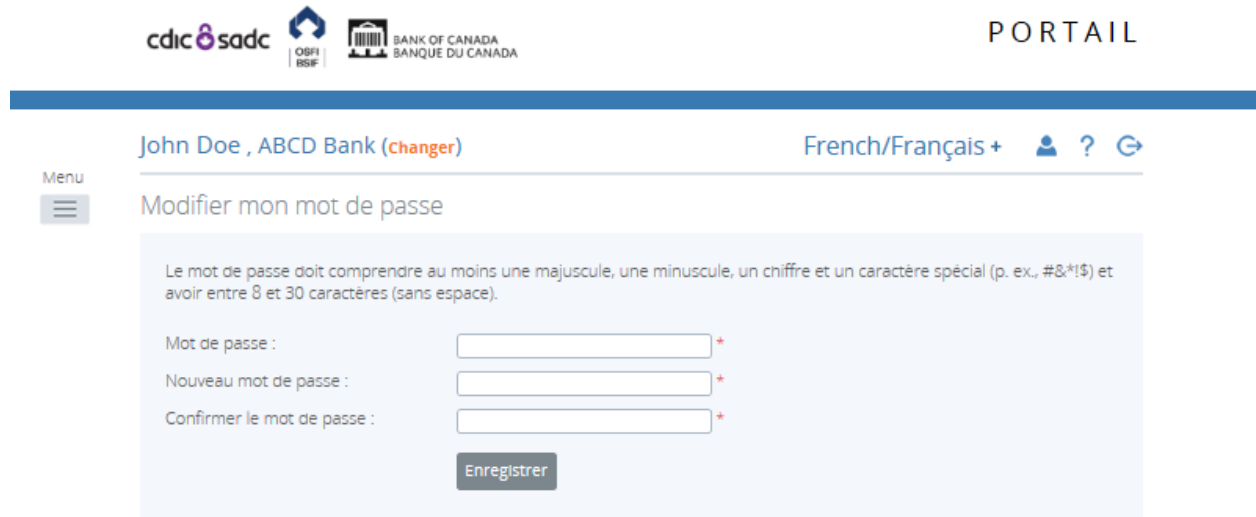 cdic sadc
OSFI
BSIF
BANK OF CANADA
BANQUE DU CANADA
PORTAIL
John Doe , ABCD Bank (Changer)
French/Français + ?
Menu
Modifier mon mot de passe
Le mot de passe doit comprendre au moins une majuscule, une minuscule, un chiffre et un caractère spécial (p. ex., #&*!$) et
avoir entre 8 et 30 caractères (sans espace).
Mot de passe : *
Nouveau mot de passe : *
Confirmer le mot de passe : *
Enregistrer